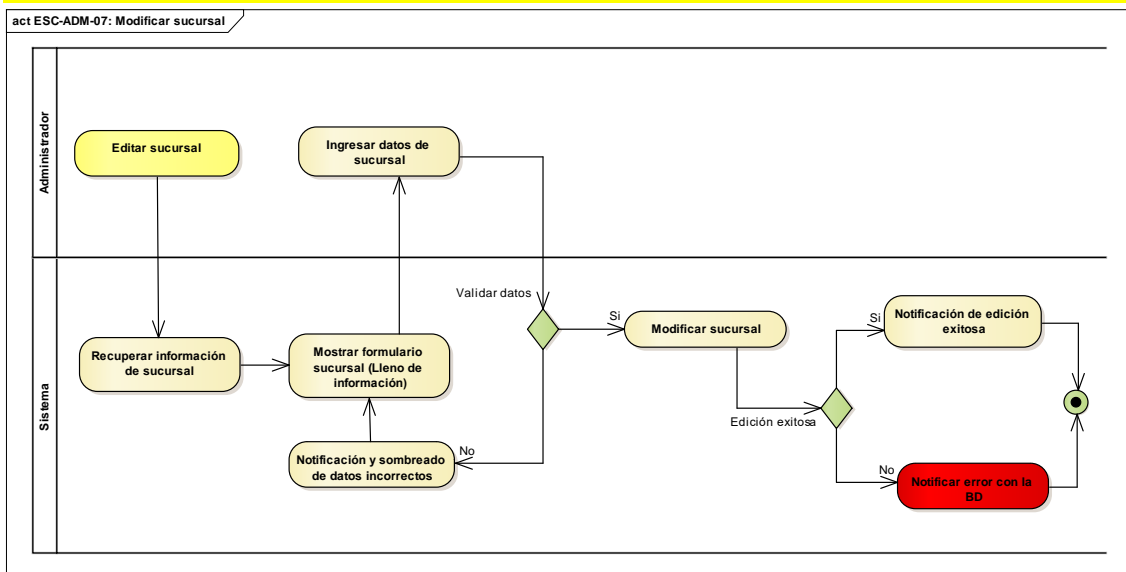 act ESC-ADM-07: Modificar sucursal
Administrador
Editar sucursal
Ingresar datos de
sucursal
Sistema
Validar datos
Recuperar información
de sucursal
Mostrar formulario
sucursal (Lleno de
información)
Si
Modificar sucursal
Si
Notificación de edición
exitosa
Edición exitosa
No
Notificación y sombreado
de datos incorrectos
No
Notificar error con la
BD